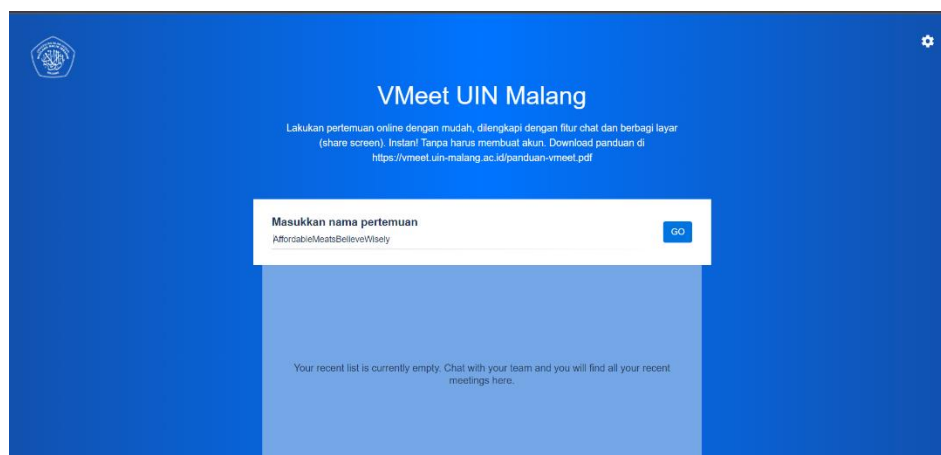 VMeet UIN Malang
Lakukan pertemuan online dengan mudah, dilengkapi dengan fitur chat dan berbagi layar
(share screen). Instan! Tanpa harus membuat akun. Download panduan di
https://vmeet.uin-malang.ac.id/panduan-vmeet.pdf
Masukkan nama pertemuan
AffordableMeatsBelieveWisely
GO
Your recent list is currently empty. Chat with your team and you will find all your recent
meetings here.